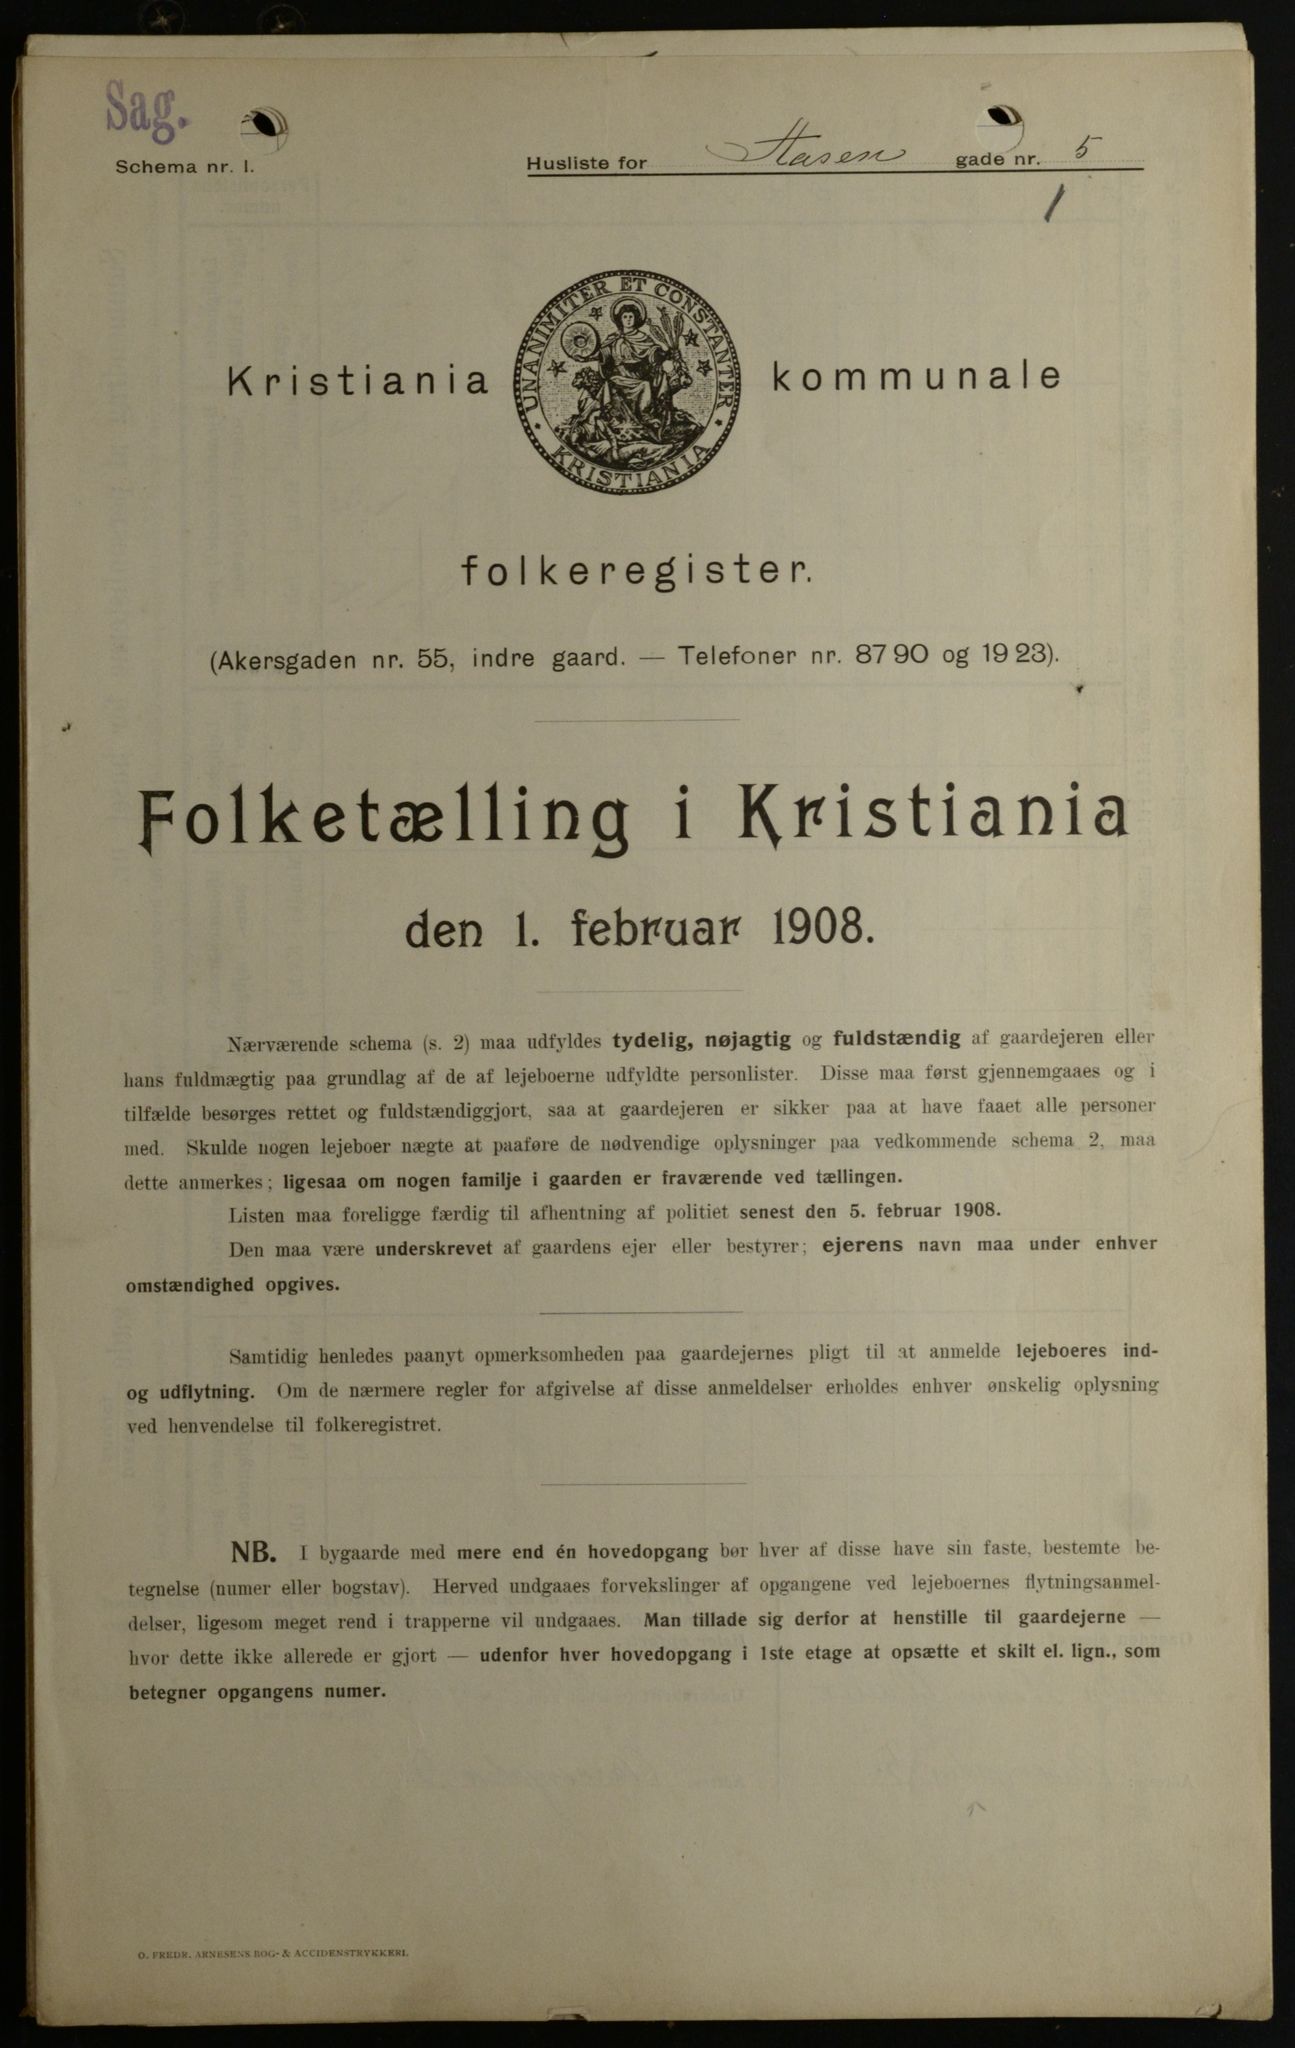 Sag.
Schema nr. 1.
Husliste for Aasen gade nr. 5
1
UNANIMITER ET CONSTANTER
KRISTIANIA
Kristiania kommunale
folkeregister.
(Akersgaden nr. 55, indre gaard. — Telefoner nr. 8790 og 1923).
Folketælling i Kristiania
den 1. februar 1908.
Nærværende schema (s. 2) maa udfyldes tydelig, nøjagtig og fuldstændig af gaardejeren eller
hans fuldmægtig paa grundlag af de af lejeboerne udfyldte personlister. Disse maa først gjennemgaaes og i
tilfælde besørges rettet og fuldstændiggjort, saa at gaardejeren er sikker paa at have faaet alle personer
med. Skulde nogen lejeboer nægte at paaføre de nødvendige oplysninger paa vedkommende schema 2, maa
dette anmerkes; ligesaa om nogen familje i gaarden er fraværende ved tællingen.
Listen maa foreligge færdig til afhentning af politiet senest den 5. februar 1908.
Den maa være underskrevet af gaardens ejer eller bestyrer; ejerens navn maa under enhver
omstændighed opgives.
Samtidig henledes paanyt opmerksomheden paa gaardejernes pligt til at anmelde lejeboeres ind-
og udflytning. Om de nærmere regler for afgivelse af disse anmeldelser erholdes enhver ønskelig oplysning
ved henvendelse til folkeregistret.
NB. I bygaarde med mere end én hovedopgang bør hver af disse have sin faste, bestemte be-
tegnelse (numer eller bogstav). Herved undgaaes forvekslinger af opgangene ved lejeboernes flytningsanmel-
delser, ligesom meget rend i trapperne vil undgaaes. Man tillade sig derfor at henstille til gaardejerne —
hvor dette ikke allerede er gjort — udenfor hver hovedopgang i 1ste etage at opsætte et skilt el. lign., som
betegner opgangens numer.
O. FREDR. ARNESENS BOG- & ACCIDENSTRYKKERI.